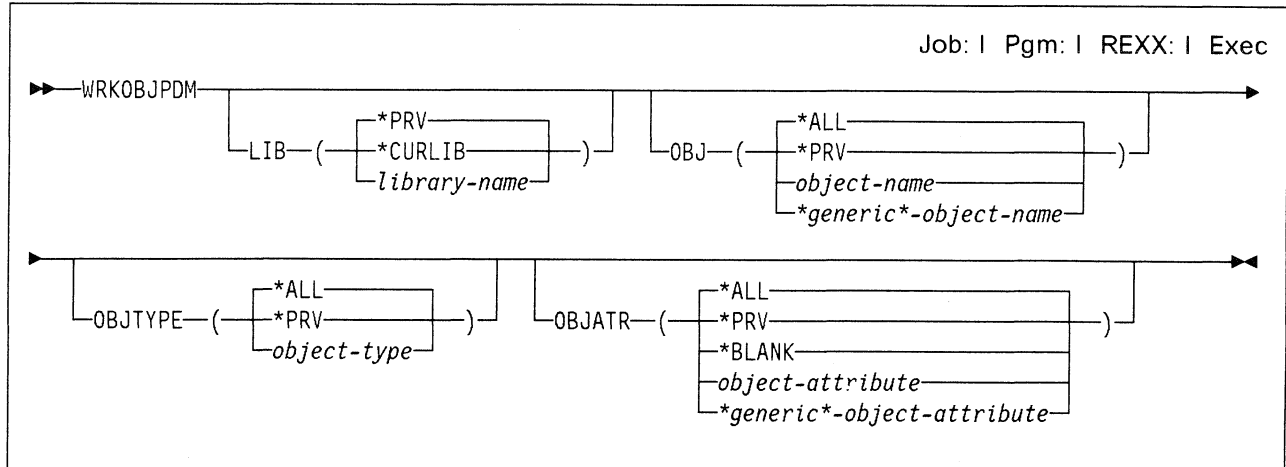 Job: I Pgm: I REXX: I Exec
WRKOBJPDM
LIB ( *PRV )
*CURLIB
library-name
OBJ ( *ALL )
*PRV
object-name
*generic*-object-name
OBJTYPE ( *ALL )
*PRV
object-type
OBJATR ( *ALL )
*PRV
*BLANK
object-attribute
*generic*-object-attribute